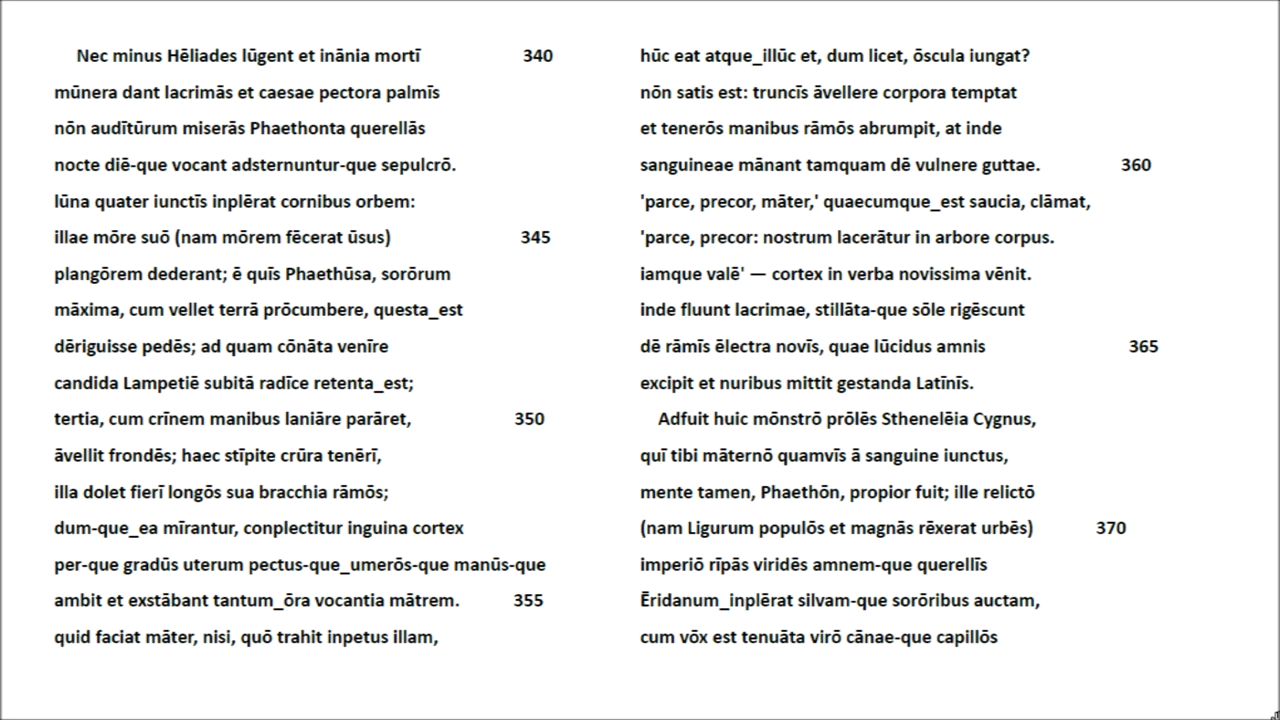 Nec minus Hēliades lūgent et inānia mortī 340
mūnera dant lacrimās et caesae pectora palmīs
nōn audītūrum miserās Phaethonta querellās
nocte diē-que vocant adsternuntur-que sepulcrō.
lūna quater iunctīs inplērat cornibus orbem:
illae mōre suō (nam mōrem fēcerat ūsus) 345
plangōrem dederant; ē quīs Phaethūsa, sorōrum
māxima, cum vellet terrā prōcumbere, questa_est
dēriguisse pedēs; ad quam cōnāta venīre
candida Lampetiē subitā radīce retenta_est;
tertia, cum crīnem manibus laniāre parāret, 350
āvellit frondēs; haec stīpite crūra tenērī,
illa dolet fierī longōs sua bracchia rāmōs;
dum-que_ea mīrantur, conplectitur inguina cortex
per-que gradūs uterum pectus-que_umerōs-que manūs-que
ambit et exstābant tantum_ōra vocantia mātrem. 355
quid faciat māter, nisi, quō trahit inpetus illam,
hūc eat atque_illūc et, dum licet, ōscula iungat?
nōn satis est: truncīs āvellere corpora temptat
et tenerōs manibus rāmōs abrumpit, at inde
sanguineae mānant tamquam dē vulnere guttae. 360
'parce, precor, māter,' quaecumque_est saucia, clāmat,
'parce, precor: nostrum lacerātur in arbore corpus.
iamque valē' — cortex in verba novissima vēnit.
inde fluunt lacrimae, stillāta-que sōle rigēscunt
dē rāmīs ēlectra novīs, quae lūcidus amnis 365
excipit et nuribus mittit gestanda Latīnīs.
Adfuit huic mōnstrō prōlēs Sthenelēia Cygnus,
quī tibi māternō quamvīs ā sanguine iunctus,
mente tamen, Phaethōn, propior fuit; ille relictō
(nam Ligurum populōs et magnās rēxerat urbēs) 370
imperiō rīpās viridēs amnem-que querellīs
Ēridanum_inplērat silvam-que sorōribus auctam,
cum vōx est tenuāta virō cānae-que capillōs